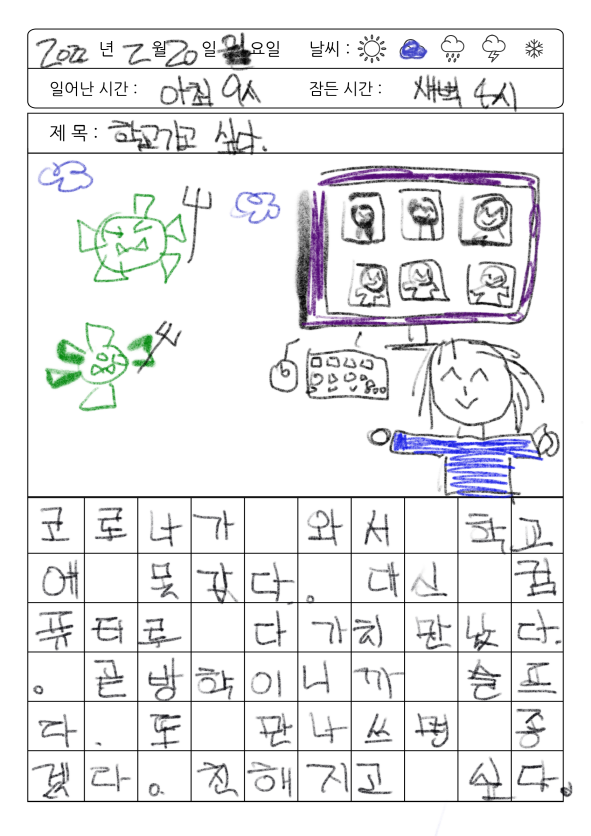 2022 년 2 월 20 일 월 요일 날씨 :
일어난 시간 : 아침 9시 잠든 시간 : 새벽 4시
제 목 : 학교가고 싶다.
코로나가 와서 학교
에 못갔다. 대신 컴
퓨터루 다 가치 만났다.
. 곧방학이니까 슬프
다. 또 만나쓰면 종
겠다. 친해지고 싶다.